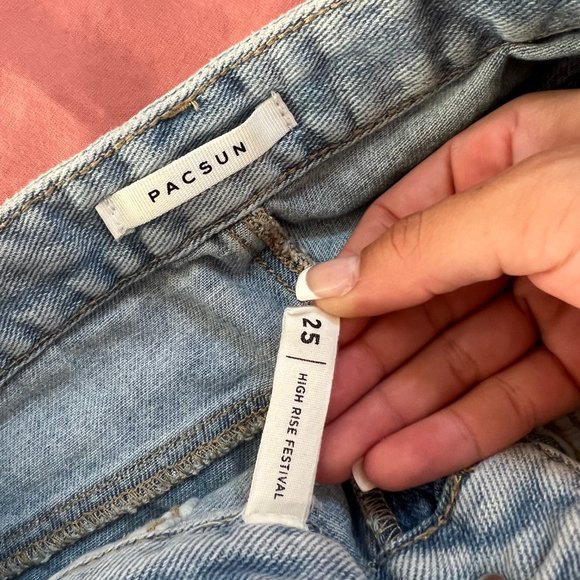 PACSUN
25 | HIGH RISE FESTIVAL